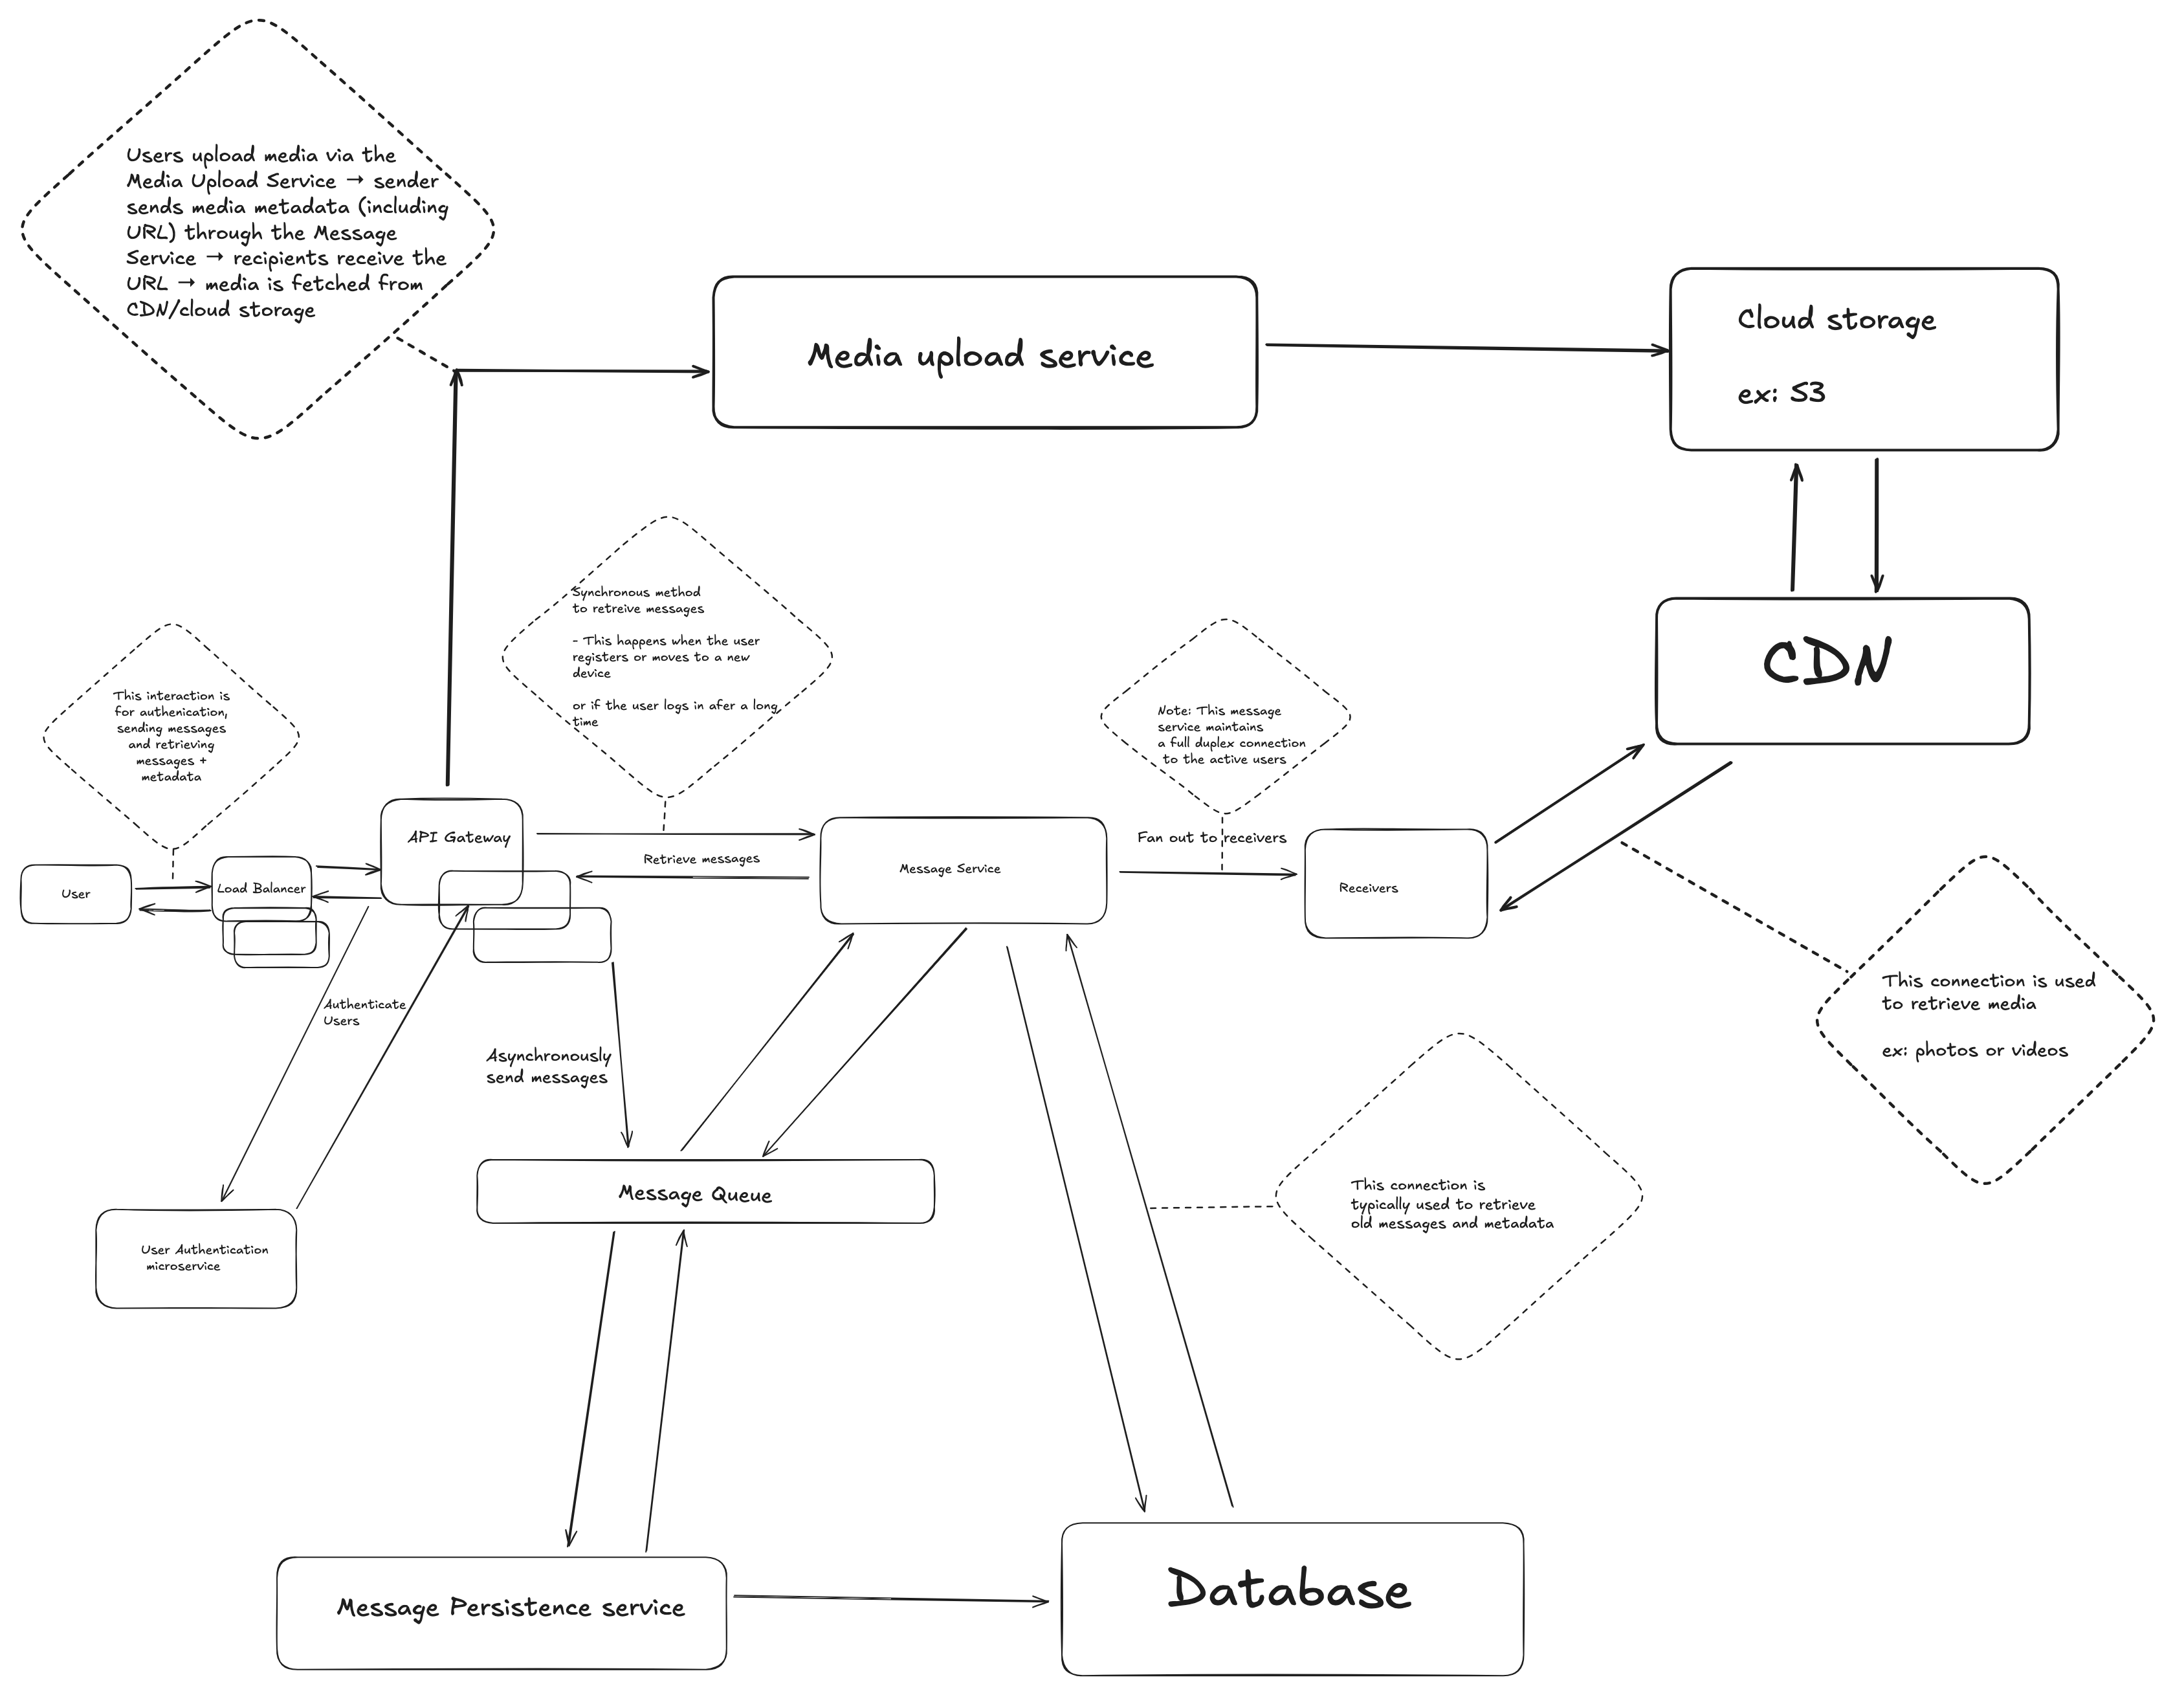 Users upload media via the
Media Upload Service → sender
sends media metadata (including
URL) through the Message
Service → recipients receive the
URL → media is fetched from
CDN/cloud storage
Media upload service
Cloud storage
ex: S3
Synchronous method
to retreive messages
- This happens when the user
registers or moves to a new
device
or if the user logs in afer a long
time
This interaction is
for authenication,
sending messages
and retrieving
messages +
metadata
Note: This message
service maintains
a full duplex connection
to the active users
CDN
User
Load Balancer
API Gateway
Retrieve messages
Message Service
Fan out to receivers
Receivers
This connection is used
to retrieve media
ex: photos or videos
Authenticate
Users
Asynchronously
send messages
Message Queue
This connection is
typically used to retrieve
old messages and metadata
User Authentication
microservice
Message Persistence service
Database